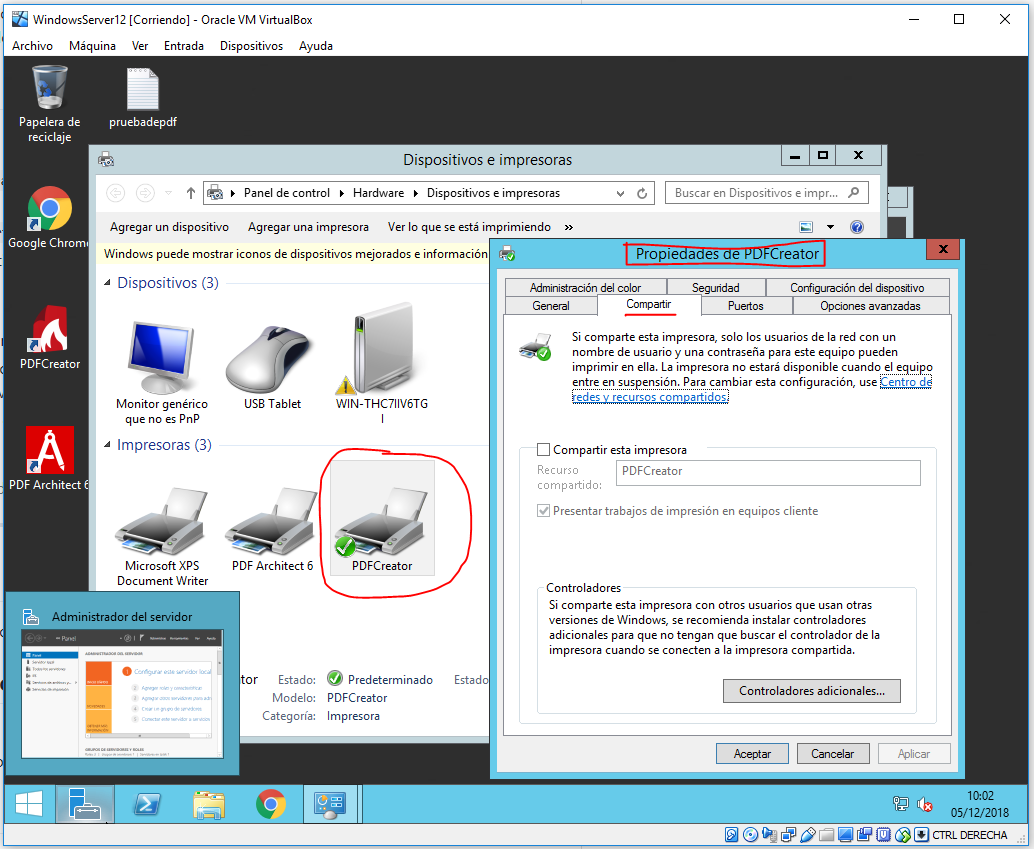 WindowsServer12 [Corriendo] - Oracle VM VirtualBox
Archivo Máquina Ver Entrada Dispositivos Ayuda
Papelera de
reciclaje
pruebadepdf
Google Chrome
PDFCreator
PDF Architect 6
Dispositivos e impresoras
Panel de control Hardware Dispositivos e impresoras
Buscar en Dispositivos e impr...
Agregar un dispositivo Agregar una impresora Ver lo que se está imprimiendo »
Windows puede mostrar iconos de dispositivos mejorados e información
Dispositivos (3)
Monitor genérico
que no es PnP
USB Tablet
WIN-THC7IIV6TG
I
Impresoras (3)
Microsoft XPS
Document Writer
PDF Architect 6
PDFCreator
tor Estado: Predeterminado Estado
Modelo: PDFCreator
Categoría: Impresora
Propiedades de PDFCreator
Administración del color Seguridad Configuración del dispositivo
General Compartir Puertos Opciones avanzadas
Si comparte esta impresora, solo los usuarios de la red con un
nombre de usuario y una contraseña para este equipo pueden
imprimir en ella. La impresora no estará disponible cuando el equipo
entre en suspensión. Para cambiar esta configuración, use Centro de
redes y recursos compartidos.
Compartir esta impresora
Recurso
compartido:
PDFCreator
Presentar trabajos de impresión en equipos cliente
Controladores
Si comparte esta impresora con otros usuarios que usan otras
versiones de Windows, se recomienda instalar controladores
adicionales para que no tengan que buscar el controlador de la
impresora cuando se conecten a la impresora compartida.
Controladores adicionales...
Aceptar Cancelar Aplicar
Administrador del servidor
Panel
ADMINISTRADOR DEL SERVIDOR
Configurar este servidor local
10:02
05/12/2018
CTRL DERECHA